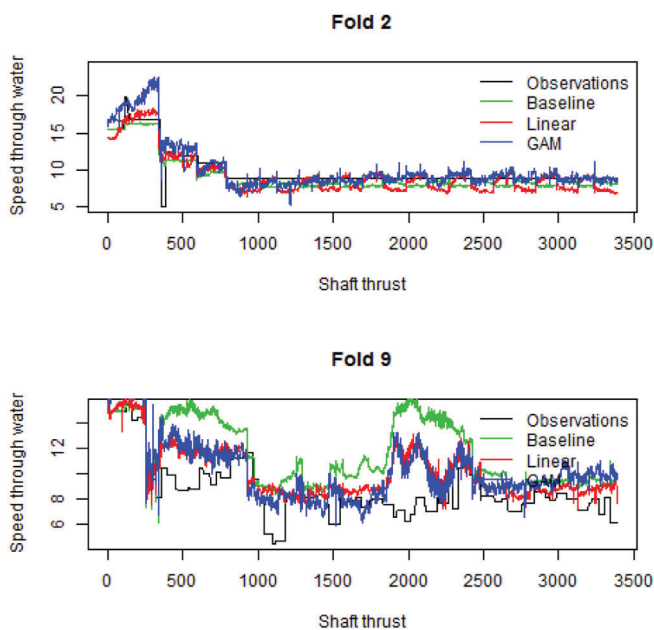 Fold 2
Speed through water
20
15
10
5
Observations
Baseline
Linear
GAM
0 500 1000 1500 2000 2500 3000 3500
Shaft thrust
Fold 9
Speed through water
12
8
6
Observations
Baseline
Linear
GAM
0 500 1000 1500 2000 2500 3000 3500
Shaft thrust